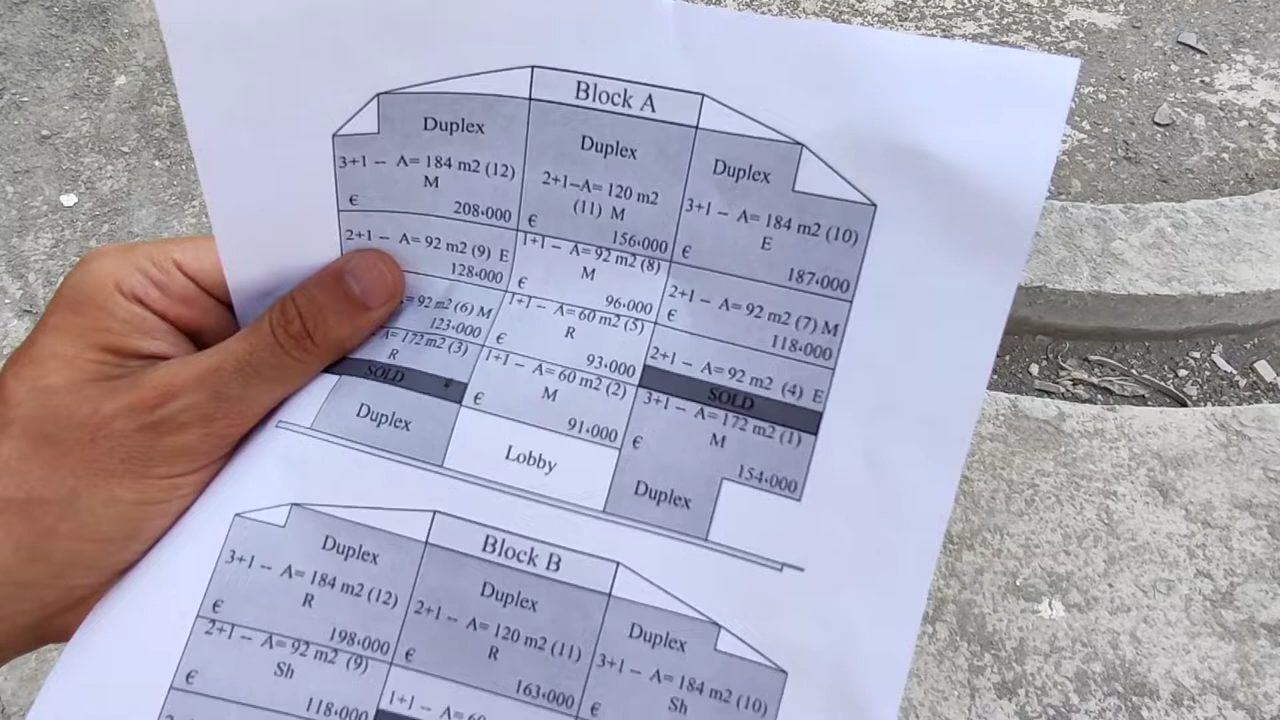 Block A
Duplex
3+1 - A= 184 m2 (12)
M
€ 208.000
Duplex
2+1-A= 120 m2
(11) M
€ 156.000
Duplex
3+1 - A= 184 m2 (10)
E
€ 187.000
2+1 - A= 92 m2 (9) E
128.000
1+1 - A= 92 m2 (8)
M
€ 96.000
2+1 - A= 92 m2 (7) M
€ 118.000
= 92 m2 (6) M
123.000
1+1 - A= 60 m2 (5)
R
€ 93.000
2+1 - A= 92 m2 (4) E
SOLD
A= 172 m2 (3)
R
SOLD
Duplex
1+1 - A= 60 m2 (2)
M
€ 91.000
Lobby
3+1 - A= 172 m2 (1)
M
€ 154.000
Duplex
Block B
Duplex
3+1 - A= 184 m2 (12)
R
€ 198.000
Duplex
2+1 - A= 120 m2 (11)
R
€ 163.000
Duplex
3+1 - A= 184 m2 (10)
Sh
€
2+1 - A= 92 m2 (9)
Sh
€ 118.000
1+1 - A= 60